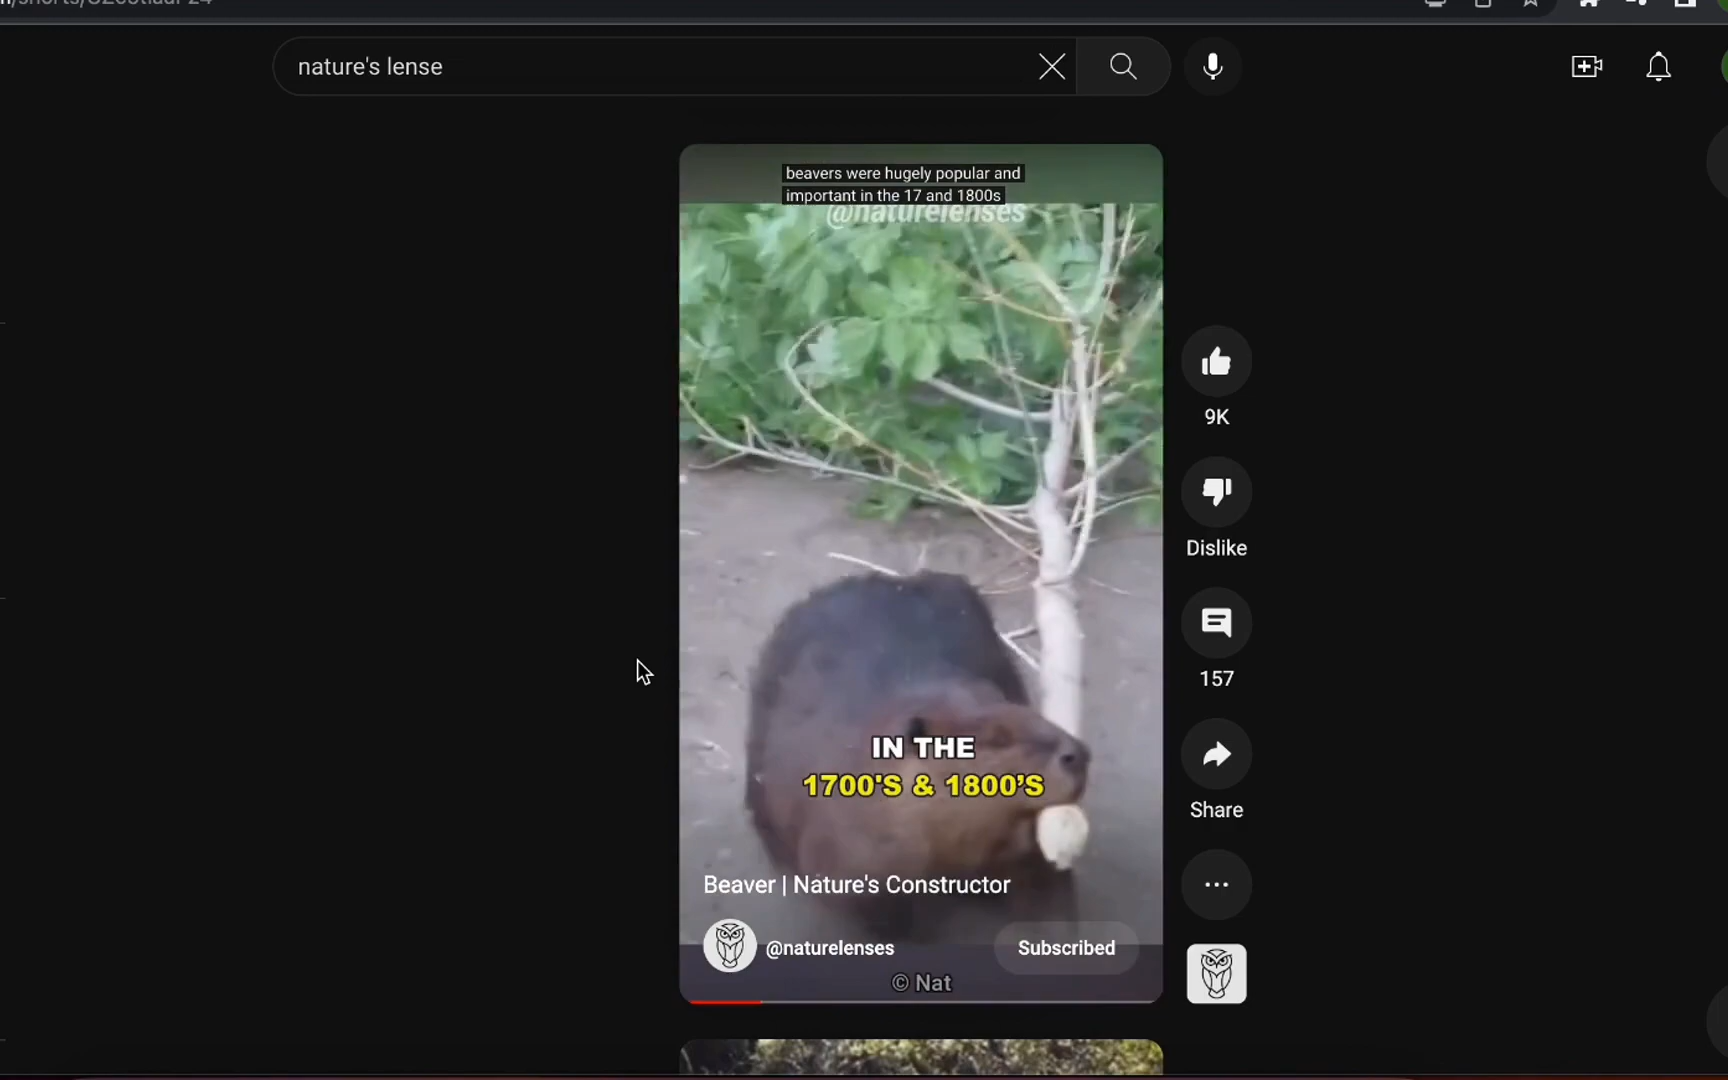 nature's lense
beavers were hugely popular and
important in the 17 and 1800s
@naturelenses
IN THE
1700'S & 1800'S
Beaver | Nature's Constructor
@naturelenses
Subscribed
© Nat
9K
Dislike
157
Share